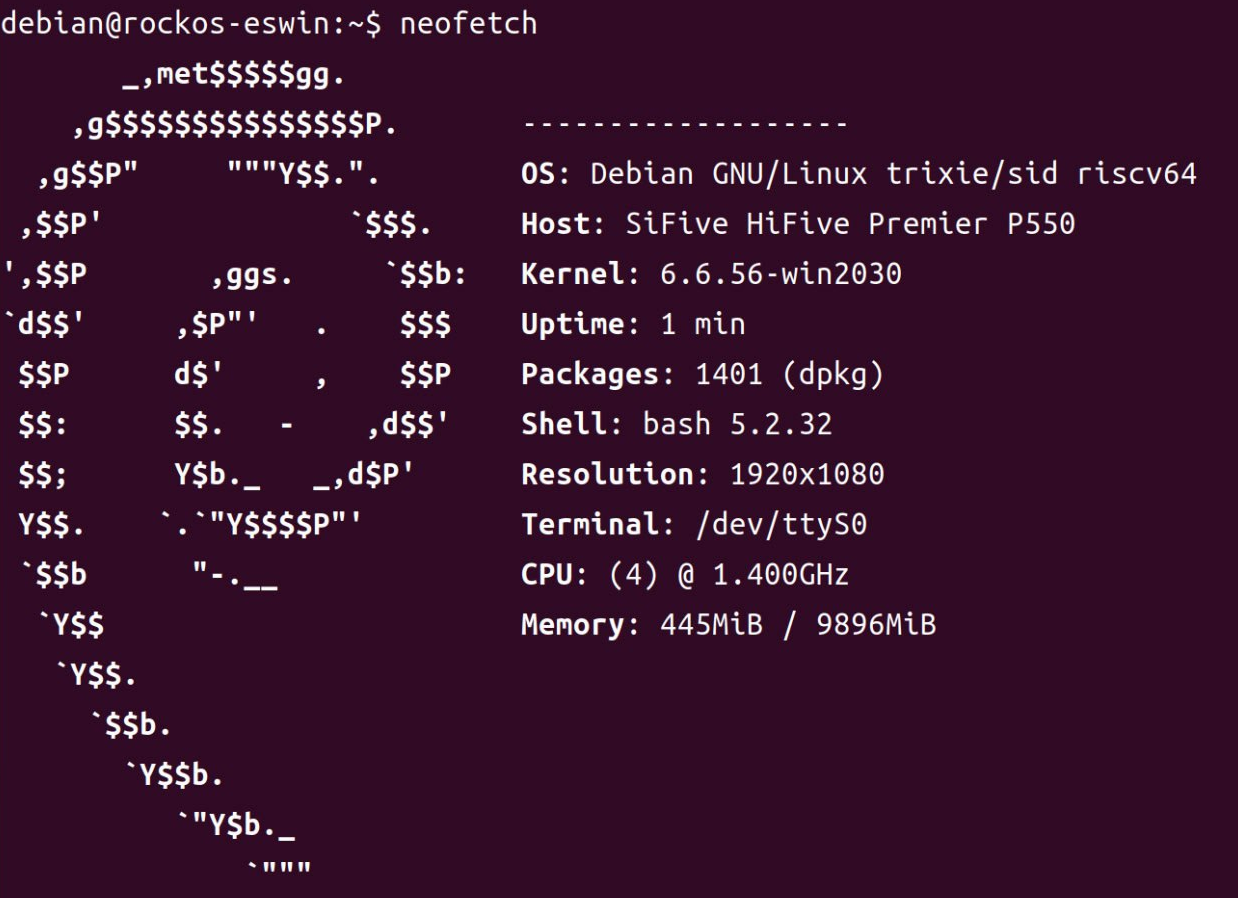 debian@rockos-eswin:~$ neofetch
       _,met$$$$$gg.
    ,g$$$$$$$$$$$$$$$P.       -------------------
  ,g$$P"     """Y$$.".        OS: Debian GNU/Linux trixie/sid riscv64
 ,$$P'              `$$$.     Host: SiFive HiFive Premier P550
',$$P       ,ggs.     `$$b:   Kernel: 6.6.56-win2030
`d$$'     ,$P"'   .    $$$    Uptime: 1 min
 $$P      d$'     ,    $$P    Packages: 1401 (dpkg)
 $$:      $$.   -    ,d$$'    Shell: bash 5.2.32
 $$;      Y$b._   _,d$P'      Resolution: 1920x1080
 Y$$.    `.`"Y$$$$P"'         Terminal: /dev/ttyS0
 `$$b      "-.__              CPU: (4) @ 1.400GHz
  `Y$$                        Memory: 445MiB / 9896MiB
   `Y$$.
     `$$b.
       `Y$$b.
          `"Y$b._
              `"""